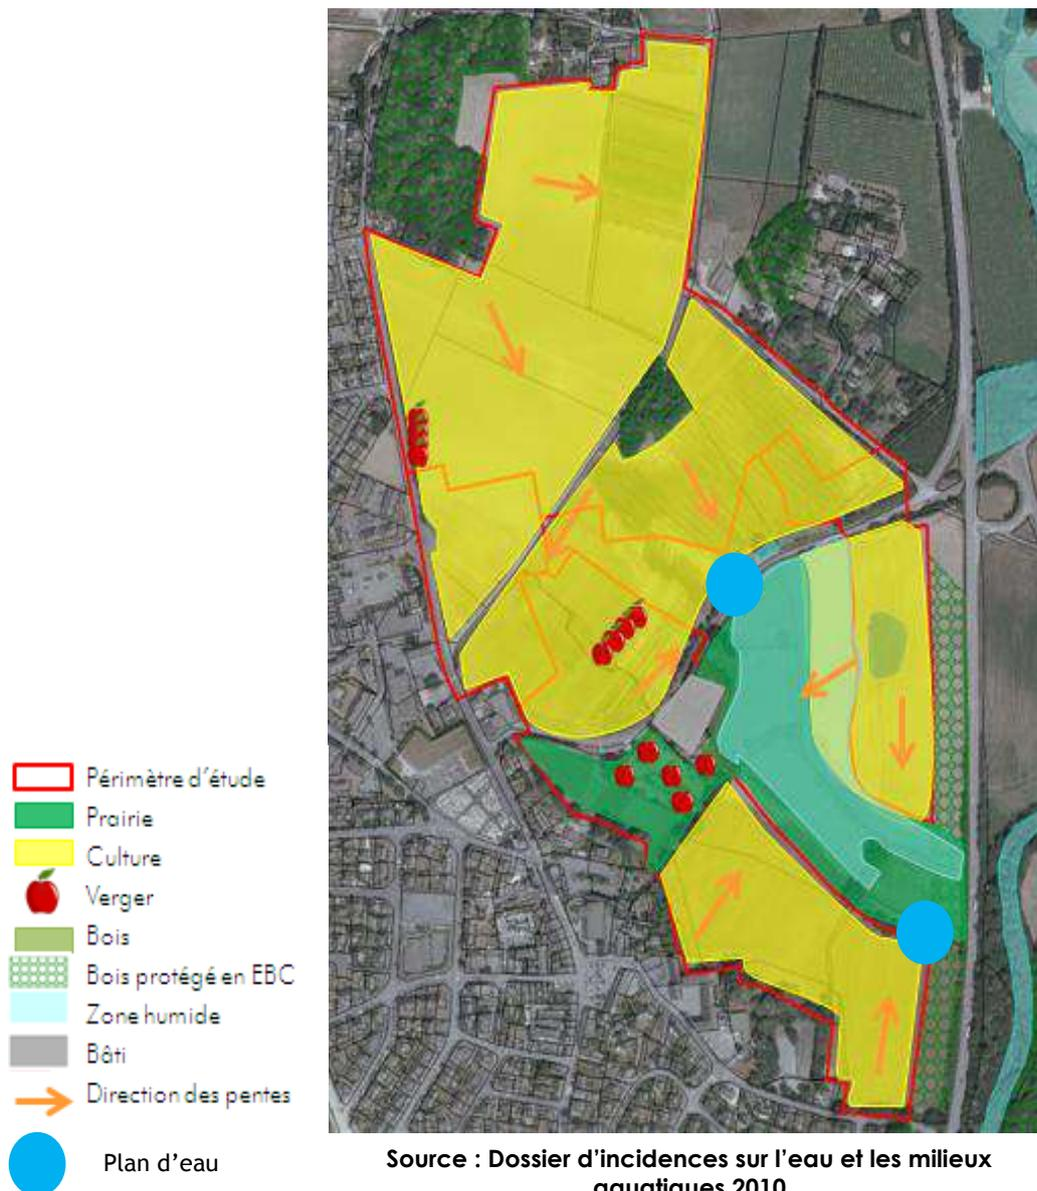 Périmètre d'étude
Prairie
Culture
Verger
Bois
Bois protégé en EBC
Zone humide
Bâti
Direction des pentes
Plan d'eau
Source : Dossier d'incidences sur l'eau et les milieux
aquatiques 2010